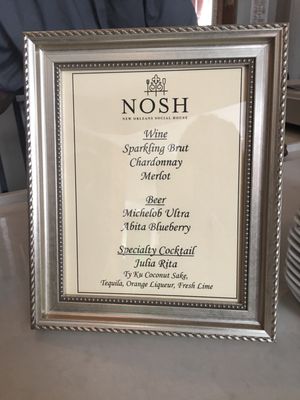 NOSH
NEW ORLEANS SOCIAL HOUSE
Wine
Sparkling Brut
Chardonnay
Merlot
Beer
Michelob Ultra
Abita Blueberry
Specialty Cocktail
Julia Rita
Ty Ku Coconut Sake,
Tequila, Orange Liqueur, Fresh Lime